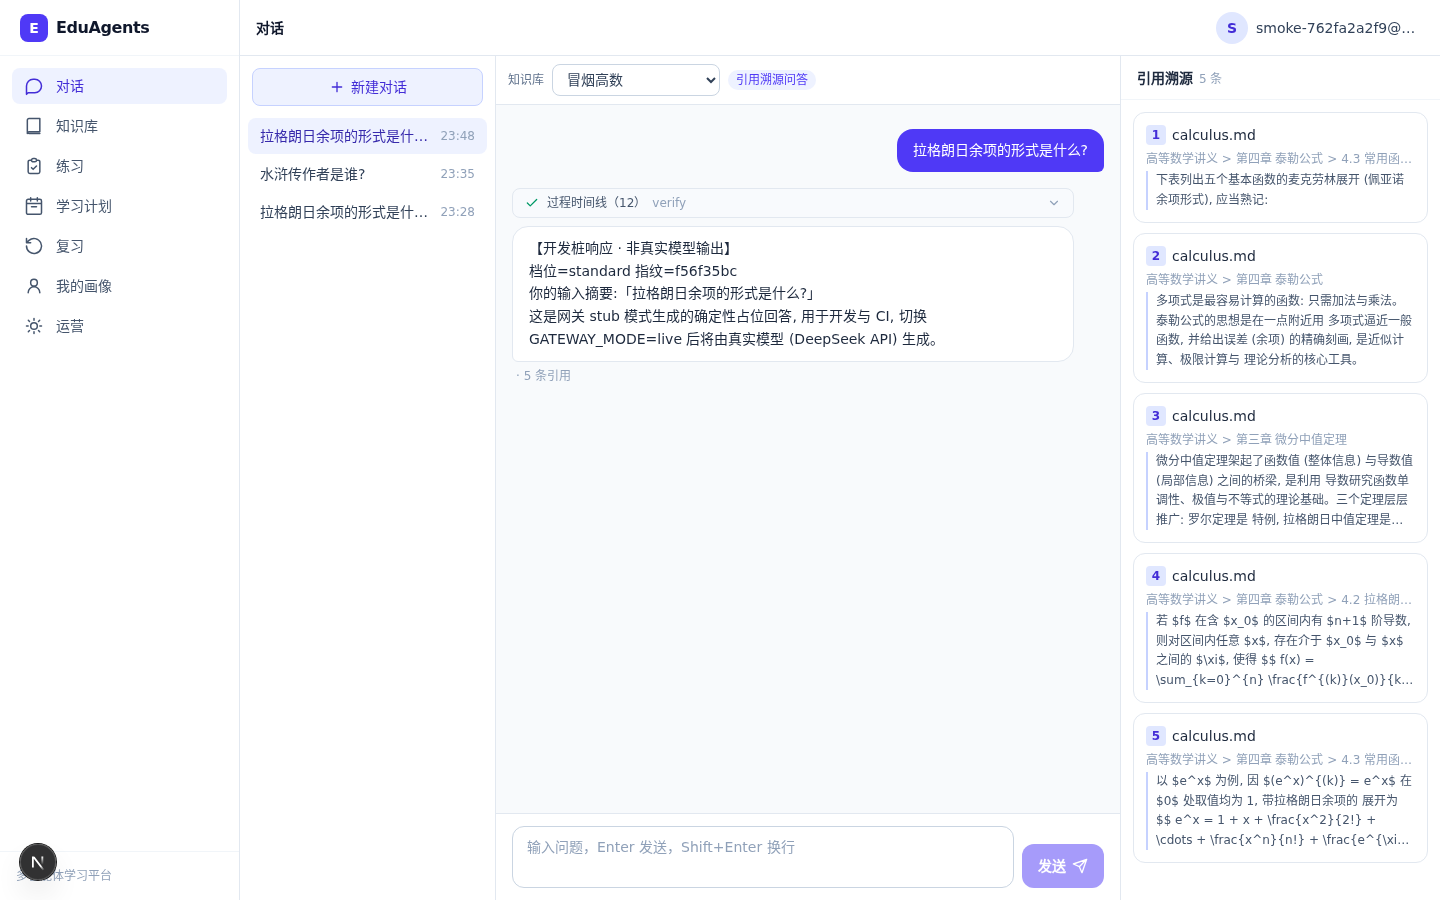 E EduAgents
对话
知识库
练习
学习计划
复习
我的画像
运营
N
体学习平台
对话
S smoke-762fa2a2f9@...
+ 新建对话
拉格朗日余项的形式是什... 23:48
水浒传作者是谁? 23:35
拉格朗日余项的形式是什... 23:28
知识库 冒烟高数 引用溯源问答
拉格朗日余项的形式是什么?
过程时间线（12） verify
【开发桩响应 · 非真实模型输出】
档位=standard 指纹=f56f35bc
你的输入摘要:「拉格朗日余项的形式是什么?」
这是网关 stub 模式生成的确定性占位回答, 用于开发与 CI, 切换
GATEWAY_MODE=live 后将由真实模型 (DeepSeek API) 生成。
· 5 条引用
输入问题，Enter 发送，Shift+Enter 换行
发送
引用溯源 5 条
1 calculus.md
高等数学讲义 > 第四章 泰勒公式 > 4.3 常用函...
下表列出五个基本函数的麦克劳林展开 (佩亚诺
余项形式), 应当熟记:
2 calculus.md
高等数学讲义 > 第四章 泰勒公式
多项式是最容易计算的函数: 只需加法与乘法。
泰勒公式的思想是在一点附近用 多项式逼近一般
函数, 并给出误差 (余项) 的精确刻画, 是近似计
算、极限计算与 理论分析的核心工具。
3 calculus.md
高等数学讲义 > 第三章 微分中值定理
微分中值定理架起了函数值 (整体信息) 与导数值
(局部信息) 之间的桥梁, 是利用 导数研究函数单
调性、极值与不等式的理论基础。三个定理层层
推广: 罗尔定理是 特例, 拉格朗日中值定理是...
4 calculus.md
高等数学讲义 > 第四章 泰勒公式 > 4.2 拉格朗...
若 $f$ 在含 $x_0$ 的区间内有 $n+1$ 阶导数,
则对区间内任意 $x$, 存在介于 $x_0$ 与 $x$
之间的 $\xi$, 使得 $$ f(x) =
\sum_{k=0}^{n} \frac{f^{(k)}(x_0)}{k...
5 calculus.md
高等数学讲义 > 第四章 泰勒公式 > 4.3 常用函...
以 $e^x$ 为例, 因 $(e^x)^{(k)} = e^x$ 在
$0$ 处取值均为 1, 带拉格朗日余项的 展开为
$$ e^x = 1 + x + \frac{x^2}{2!} +
\cdots + \frac{x^n}{n!} + \frac{e^{\xi...